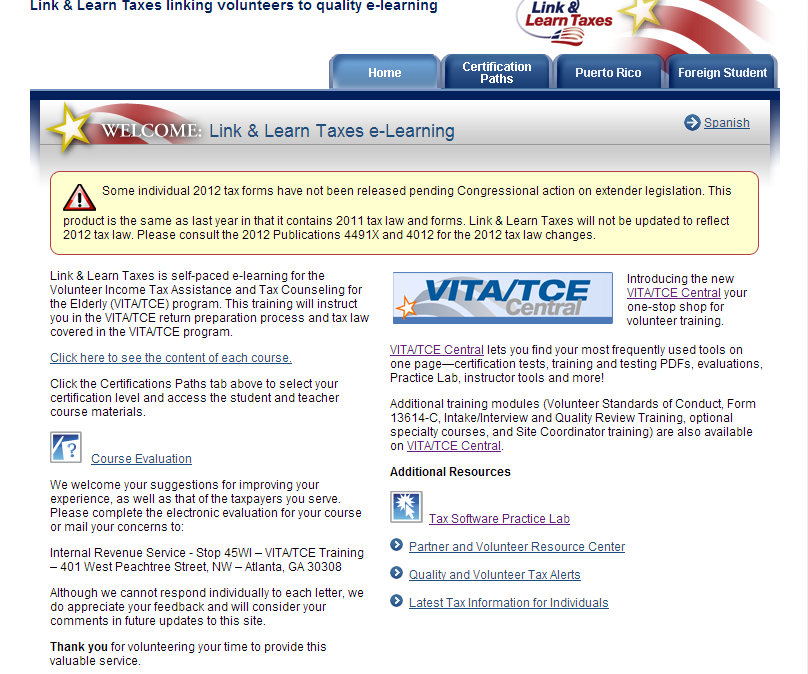 Link & Learn Taxes linking volunteers to quality e-learning
Link &
Learn Taxes
Home
Certification
Paths
Puerto Rico
Foreign Student
WELCOME: Link & Learn Taxes e-Learning
Spanish
Some individual 2012 tax forms have not been released pending Congressional action on extender legislation. This
product is the same as last year in that it contains 2011 tax law and forms. Link & Learn Taxes will not be updated to reflect
2012 tax law. Please consult the 2012 Publications 4491X and 4012 for the 2012 tax law changes.
Link & Learn Taxes is self-paced e-learning for the
Volunteer Income Tax Assistance and Tax Counseling for
the Elderly (VITA/TCE) program. This training will instruct
you in the VITA/TCE return preparation process and tax law
covered in the VITA/TCE program.
Click here to see the content of each course.
Click the Certifications Paths tab above to select your
certification level and access the student and teacher
course materials.
Course Evaluation
We welcome your suggestions for improving your
experience, as well as that of the taxpayers you serve.
Please complete the electronic evaluation for your course
or mail your concerns to:
Internal Revenue Service - Stop 45WI – VITA/TCE Training
– 401 West Peachtree Street, NW – Atlanta, GA 30308
Although we cannot respond individually to each letter, we
do appreciate your feedback and will consider your
comments in future updates to this site.
Thank you for volunteering your time to provide this
valuable service.
VITA/TCE
Central
Introducing the new
VITA/TCE Central your
one-stop shop for
volunteer training.
VITA/TCE Central lets you find your most frequently used tools on
one page—certification tests, training and testing PDFs, evaluations,
Practice Lab, instructor tools and more!
Additional training modules (Volunteer Standards of Conduct, Form
13614-C, Intake/Interview and Quality Review Training, optional
specialty courses, and Site Coordinator training) are also available
on VITA/TCE Central.
Additional Resources
Tax Software Practice Lab
Partner and Volunteer Resource Center
Quality and Volunteer Tax Alerts
Latest Tax Information for Individuals